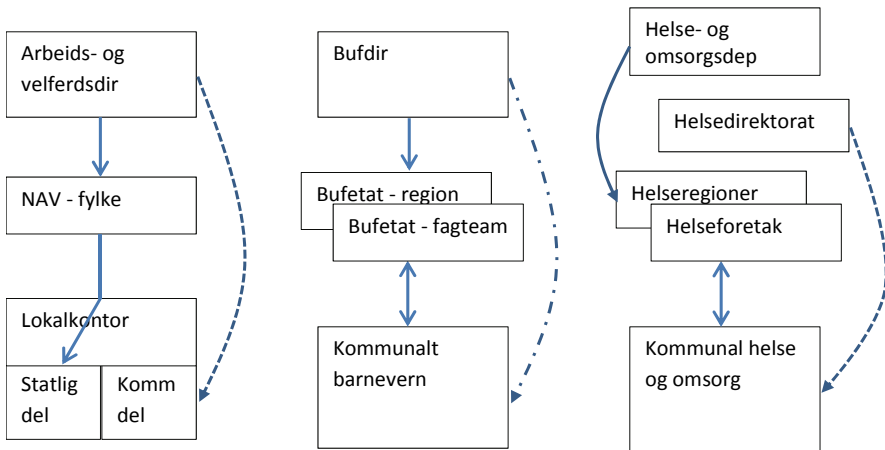 Arbeids- og
velferdsdir
NAV - fylke
Lokalkontor
Statlig
del
Komm
del
Bufdir
Bufetat - region
Bufetat - fagteam
Kommunalt
barnevern
Helse- og
omsorgsdep
Helsedirektorat
Helseregioner
Helseforetak
Kommunal helse
og omsorg